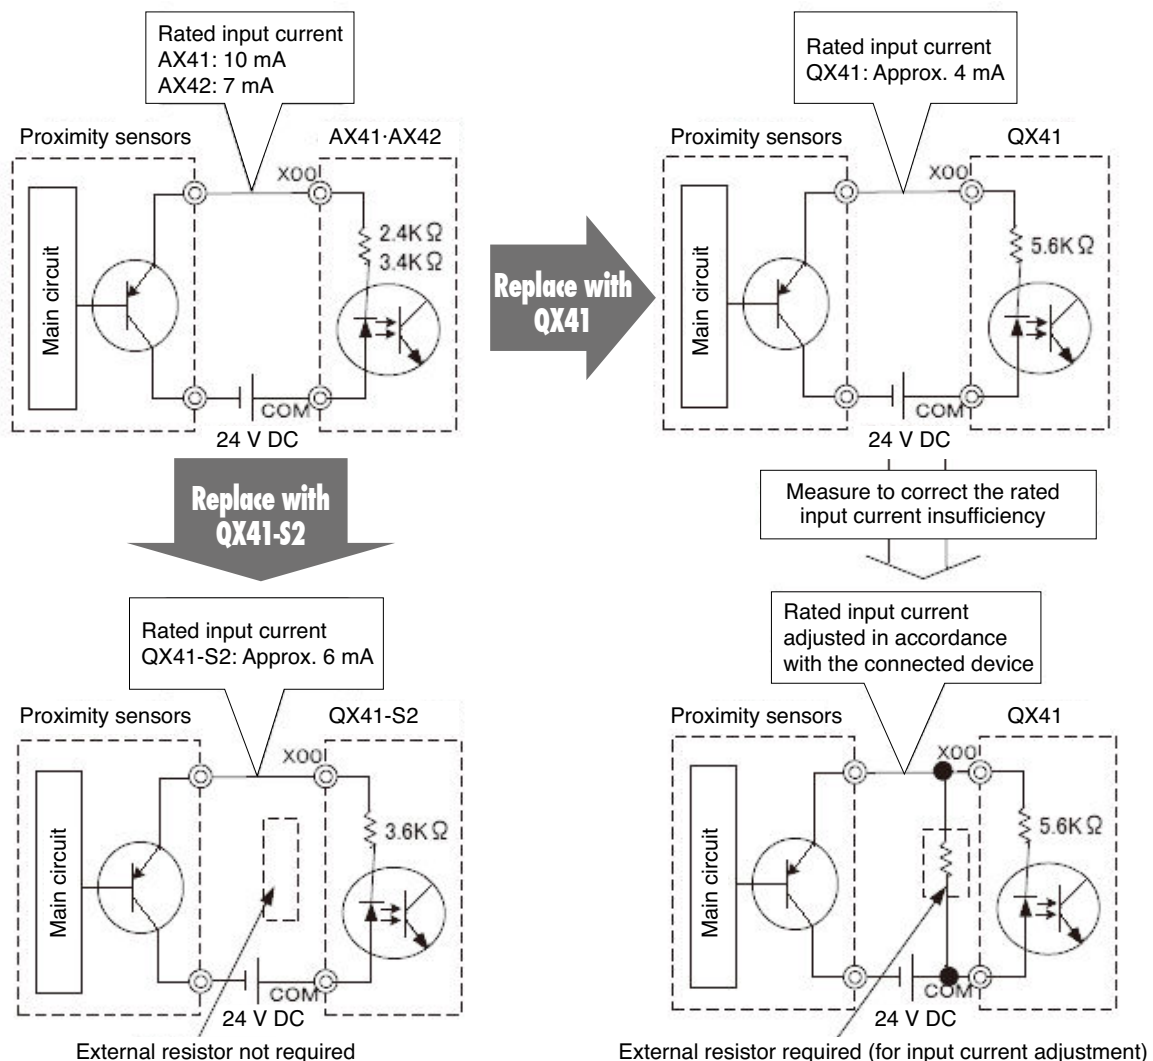 Rated input current
AX41: 10 mA
AX42: 7 mA
Rated input current
QX41: Approx. 4 mA
Proximity sensors
AX41·AX42
Main circuit
X00
2.4KΩ
3.4KΩ
COM
24 V DC
Replace with
QX41
Proximity sensors
QX41
Main circuit
X00
5.6KΩ
COM
24 V DC
Replace with
QX41-S2
Measure to correct the rated
input current insufficiency
Rated input current
QX41-S2: Approx. 6 mA
Rated input current
adjusted in accordance
with the connected device
Proximity sensors
QX41-S2
Main circuit
X00
3.6KΩ
COM
24 V DC
External resistor not required
Proximity sensors
QX41
Main circuit
X00
5.6KΩ
COM
24 V DC
External resistor required (for input current adjustment)